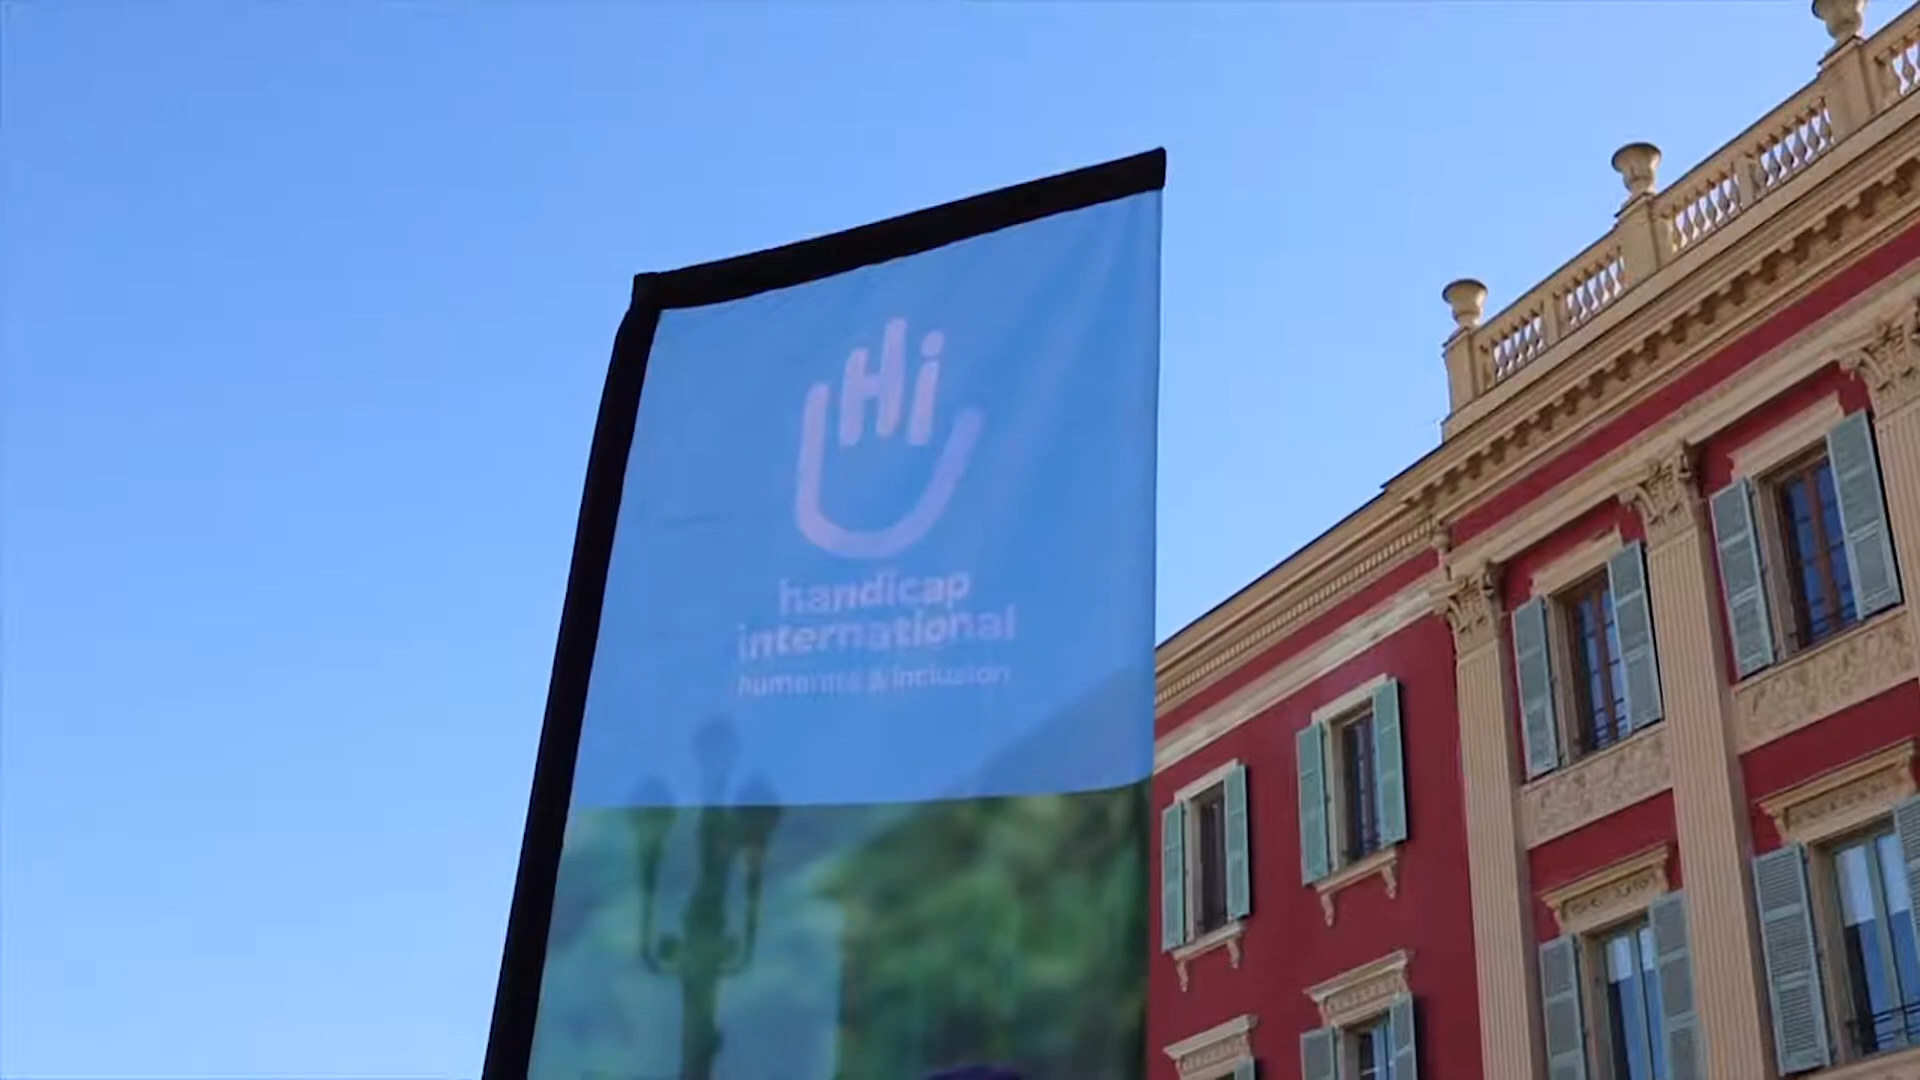 Hi
handicap
international
humanité & inclusion